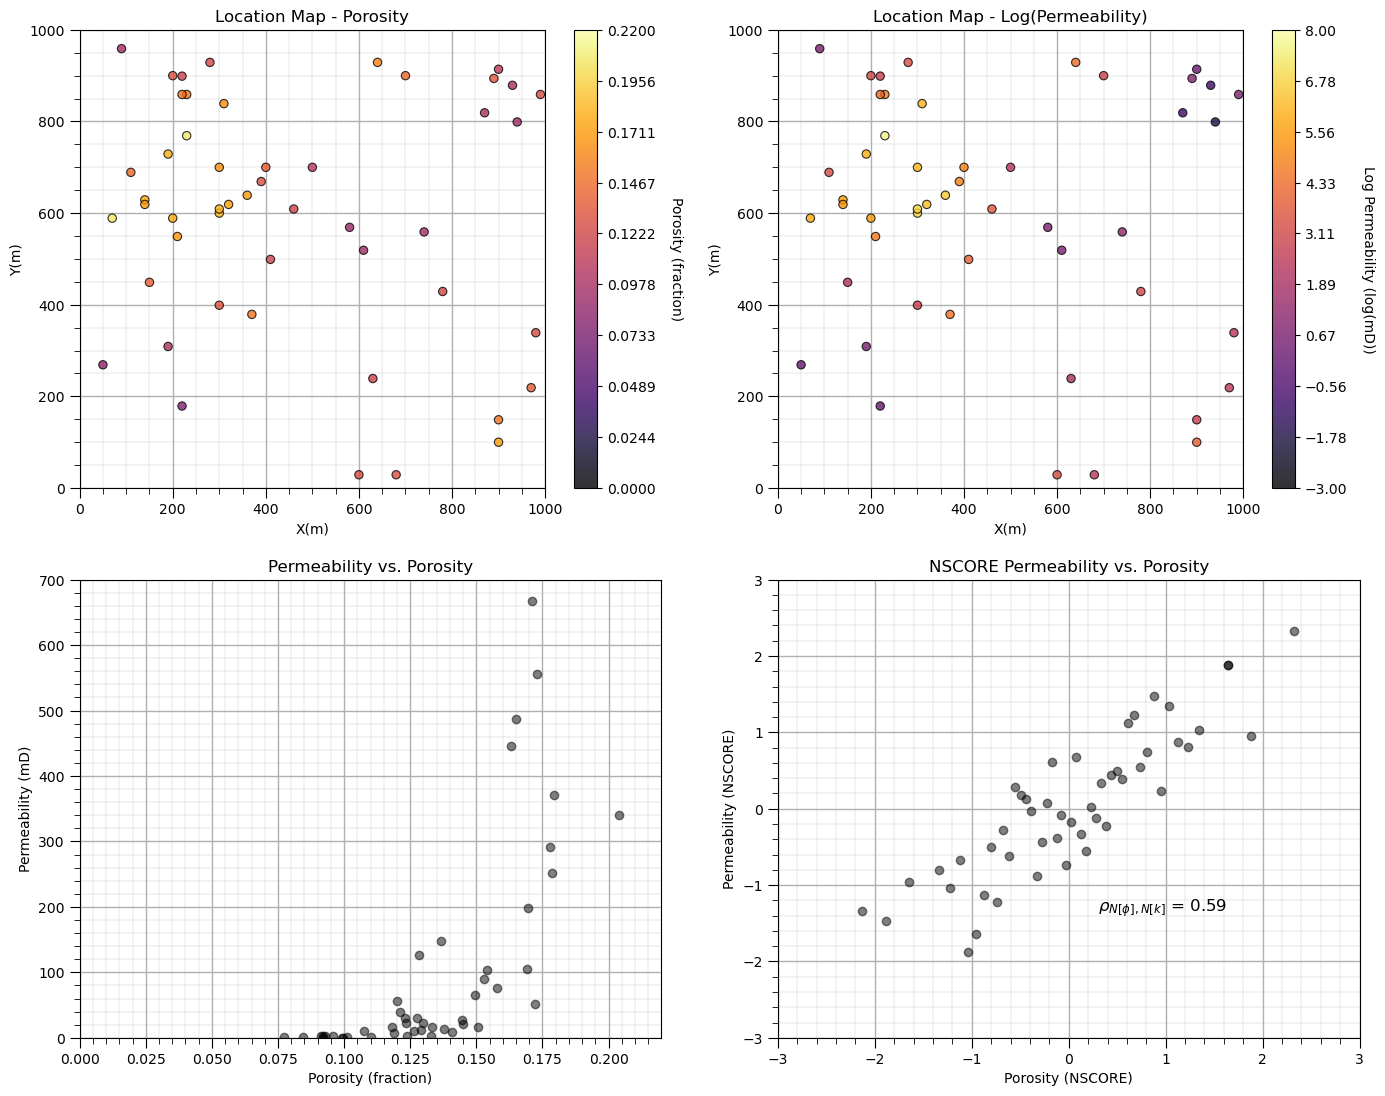 Location Map - Porosity
1000
800
600
400
200
0
Y(m)
0 200 400 600 800 1000
X(m)
0.2200
0.1956
0.1711
0.1467
0.1222
0.0978
0.0733
0.0489
0.0244
0.0000
Porosity (fraction)
Location Map - Log(Permeability)
1000
800
600
400
200
0
Y(m)
0 200 400 600 800 1000
X(m)
8.00
6.78
5.56
4.33
3.11
1.89
0.67
−0.56
−1.78
−3.00
Log Permeability (log(mD))
Permeability vs. Porosity
700
600
500
400
300
200
100
0
Permeability (mD)
0.000 0.025 0.050 0.075 0.100 0.125 0.150 0.175 0.200
Porosity (fraction)
NSCORE Permeability vs. Porosity
3
2
1
0
−1
−2
−3
Permeability (NSCORE)
ρN[ϕ],N[k] = 0.59
−3 −2 −1 0 1 2 3
Porosity (NSCORE)